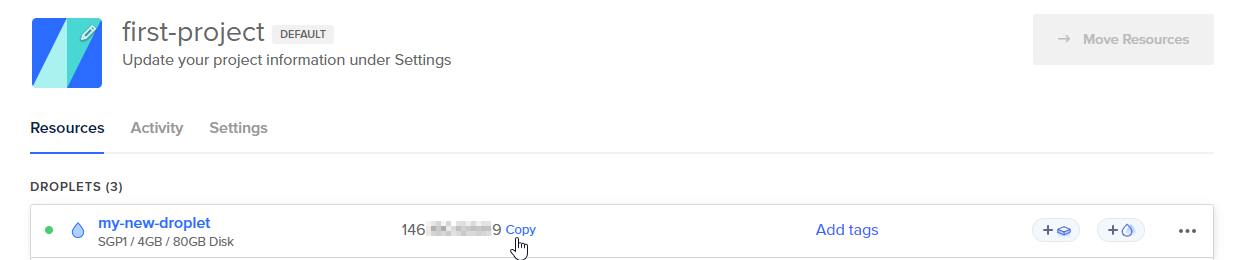 first-project DEFAULT
Update your project information under Settings
→ Move Resources
Resources Activity Settings
DROPLETS (3)
my-new-droplet
SGP1 / 4GB / 80GB Disk
146 9 Copy
Add tags